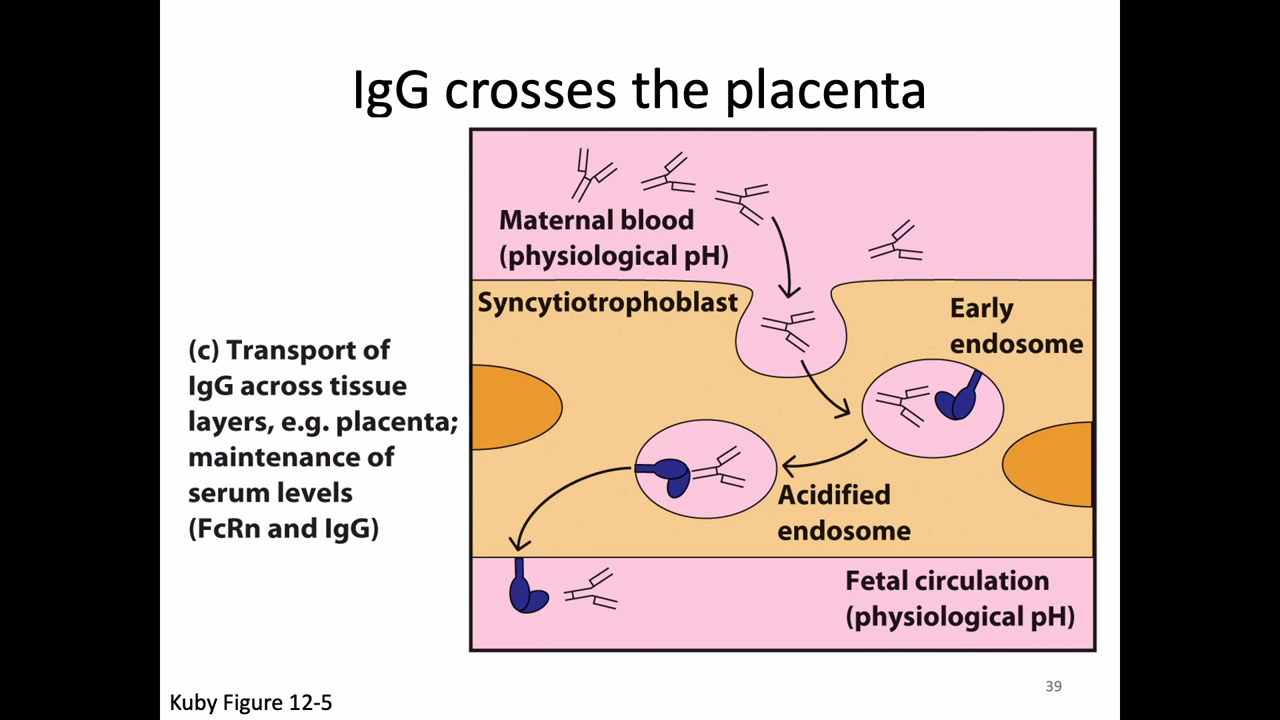 IgG crosses the placenta
(c) Transport of
IgG across tissue
layers, e.g. placenta;
maintenance of
serum levels
(FcRn and IgG)
Maternal blood
(physiological pH)
Syncytiotrophoblast
Early
endosome
Acidified
endosome
Fetal circulation
(physiological pH)
Kuby Figure 12-5
39